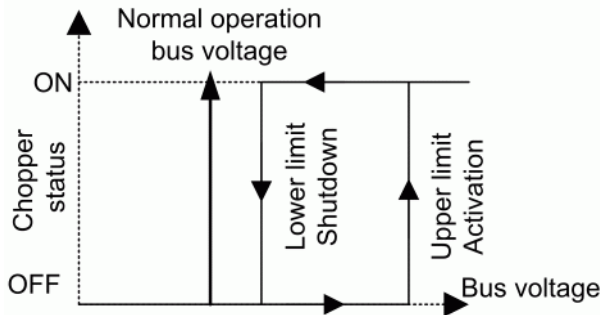 Normal operation
bus voltage
ON
Chopper
status
Lower limit
Shutdown
Upper limit
Activation
OFF
Bus voltage